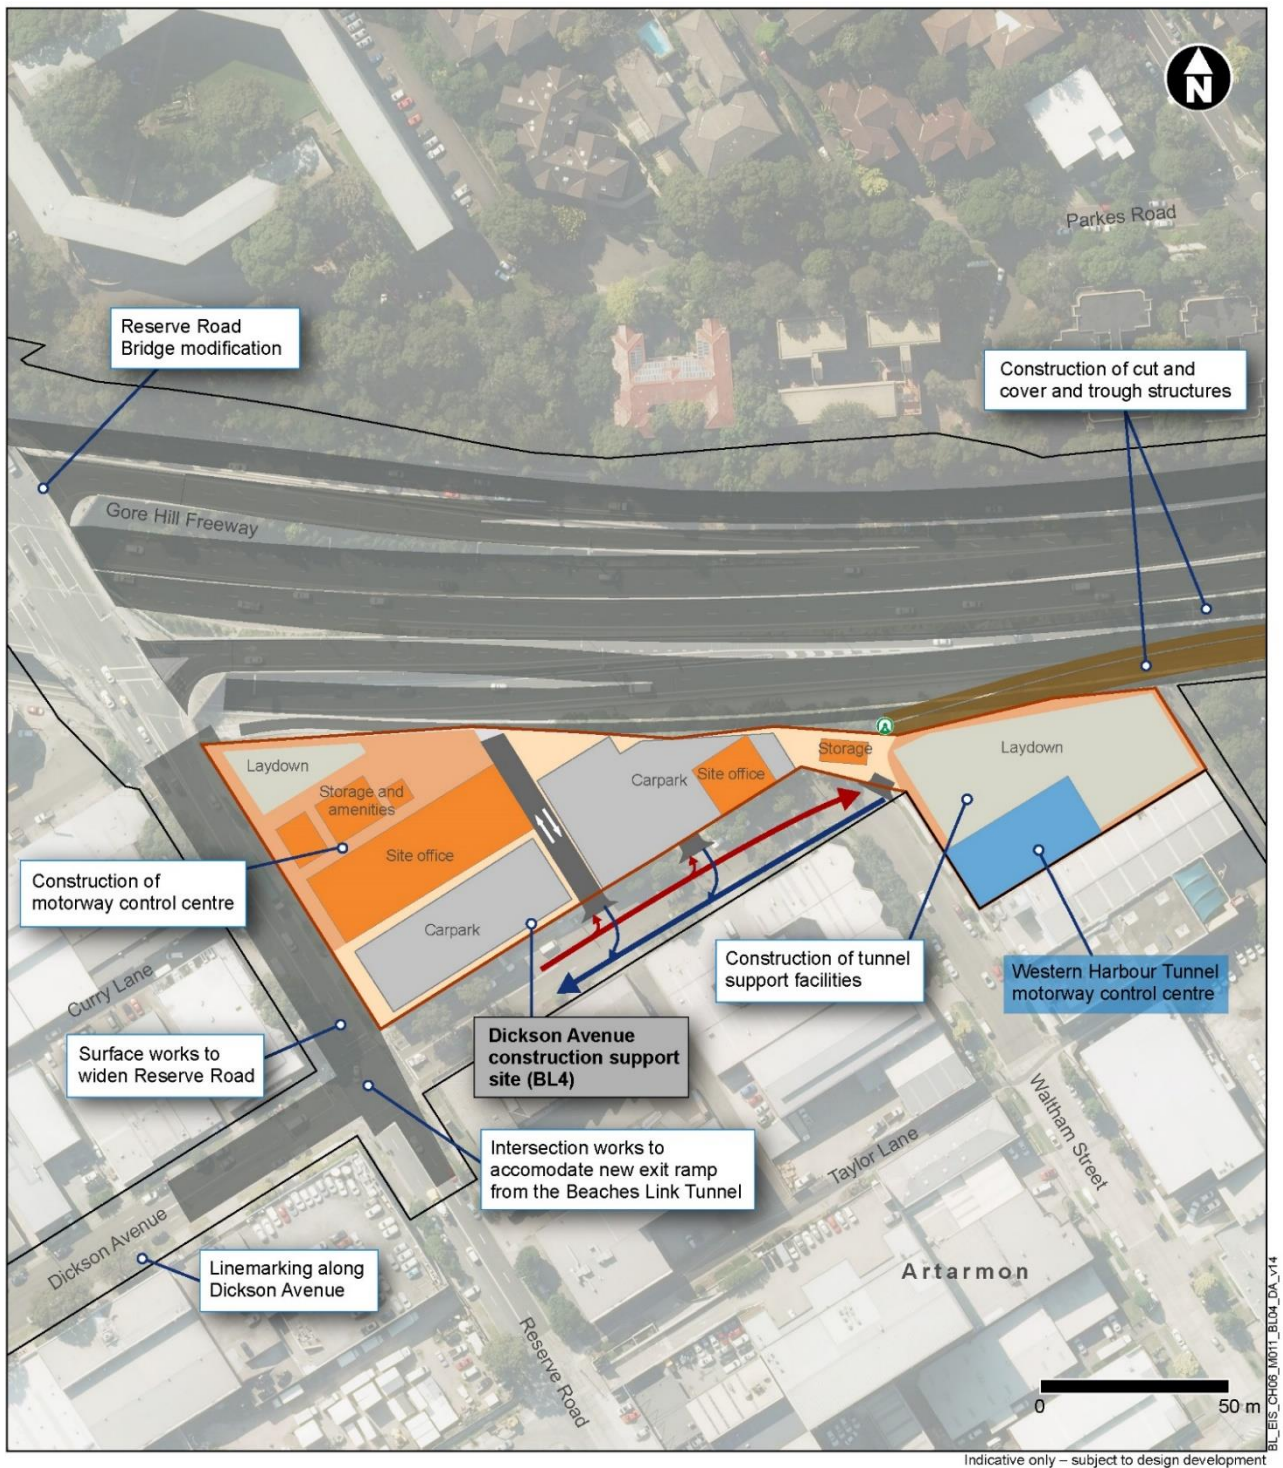 N
Parkes Road
Reserve Road
Bridge modification
Construction of cut and
cover and trough structures
Gore Hill Freeway
A
Laydown
Storage and
amenities
Site office
Carpark
Carpark
Site office
Storage
Laydown
Construction of
motorway control centre
Curry Lane
Construction of tunnel
support facilities
Western Harbour Tunnel
motorway control centre
Surface works to
widen Reserve Road
Dickson Avenue
construction support
site (BL4)
Intersection works to
accomodate new exit ramp
from the Beaches Link Tunnel
Taylor Lane
Waltham Street
Dickson Avenue
Linemarking along
Dickson Avenue
Artarmon
Reserve Road
0 50 m
BL_EIS_CH06_M011_BL04_DA_v14
Indicative only – subject to design development